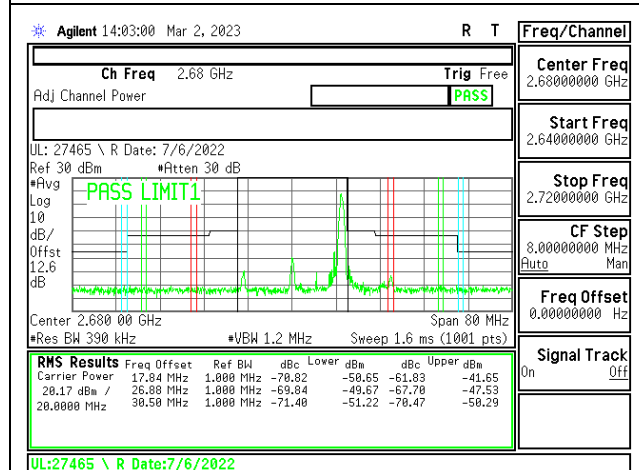 Agilent 14:03:00 Mar 2, 2023 R T
Freq/Channel
Ch Freq 2.68 GHz Trig Free
Adj Channel Power PASS
UL: 27465 \ R Date: 7/6/2022
Ref 30 dBm #Atten 30 dB
#Avg
Log
10
dB/
Offst
12.6
dB
PASS LIMIT1
Center 2.680 00 GHz Span 80 MHz
#Res BW 390 kHz #VBW 1.2 MHz Sweep 1.6 ms (1001 pts)
RMS Results Freq Offset Ref BW dBc Lower dBm dBc Upper dBm
Carrier Power 17.84 MHz 1.000 MHz -70.82 -50.65 -61.83 -41.65
20.17 dBm / 26.88 MHz 1.000 MHz -69.84 -49.67 -67.70 -47.53
20.0000 MHz 30.50 MHz 1.000 MHz -71.40 -51.22 -70.47 -50.29
UL:27465 \ R Date:7/6/2022
Center Freq
2.68000000 GHz
Start Freq
2.64000000 GHz
Stop Freq
2.72000000 GHz
CF Step
8.00000000 MHz
Auto Man
Freq Offset
0.00000000 Hz
Signal Track
On Off